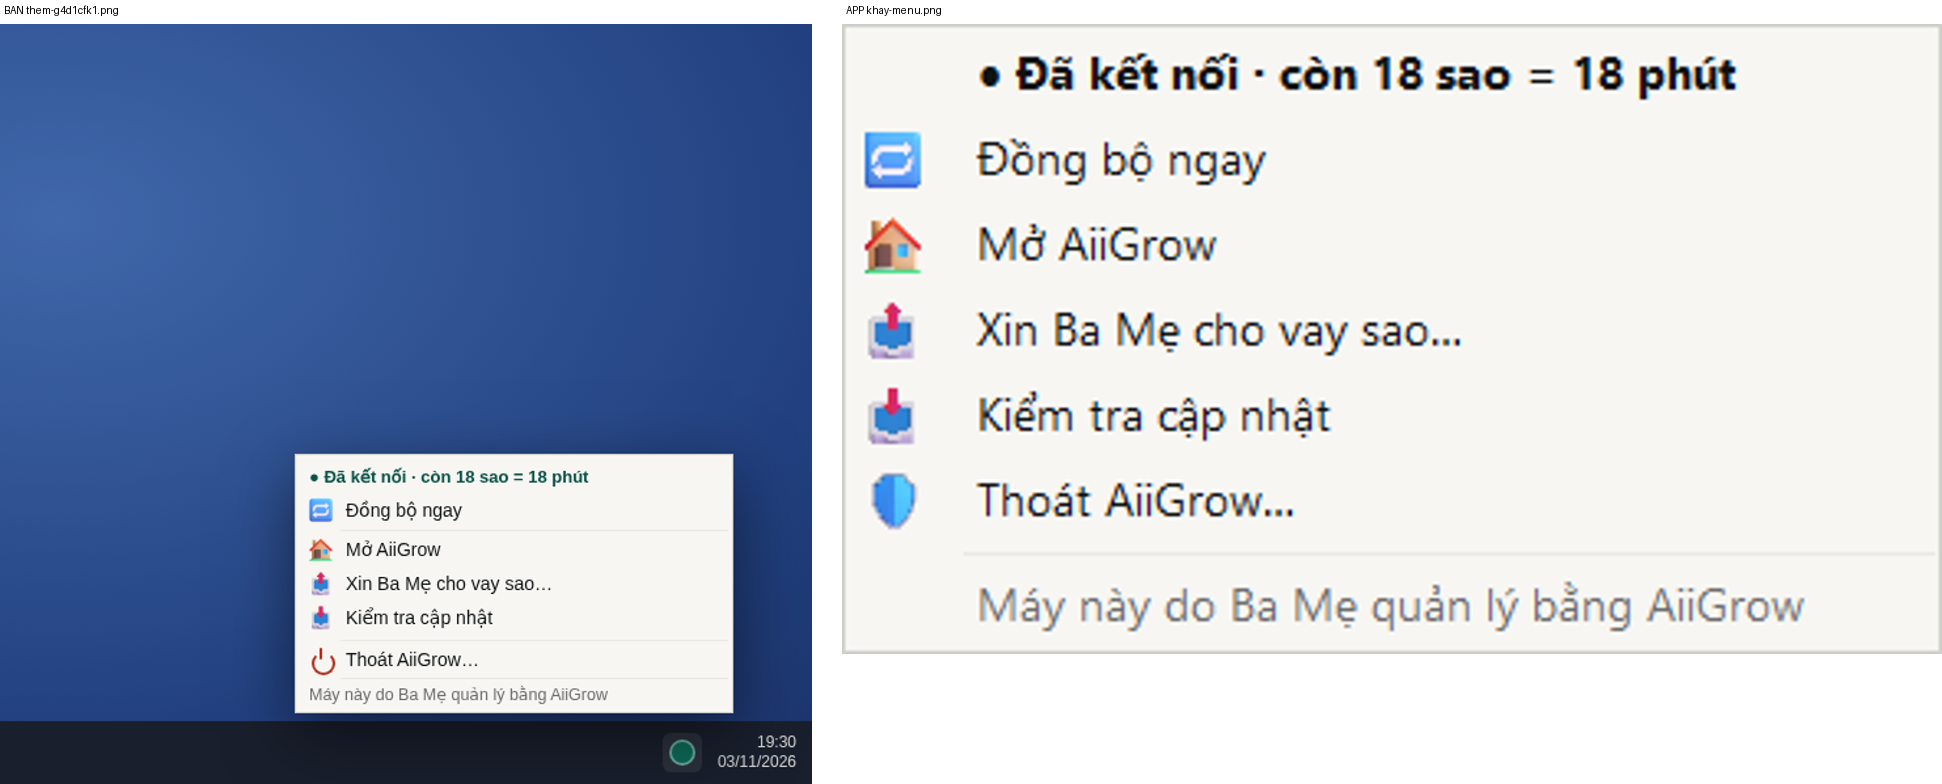 BAN them-g4d1cfk1.png
● Đã kết nối · còn 18 sao = 18 phút
Đồng bộ ngay
Mở AiiGrow
Xin Ba Mẹ cho vay sao…
Kiểm tra cập nhật
Thoát AiiGrow…
Máy này do Ba Mẹ quản lý bằng AiiGrow
19:30
03/11/2026
APP khay-menu.png
● Đã kết nối · còn 18 sao = 18 phút
Đồng bộ ngay
Mở AiiGrow
Xin Ba Mẹ cho vay sao...
Kiểm tra cập nhật
Thoát AiiGrow...
Máy này do Ba Mẹ quản lý bằng AiiGrow